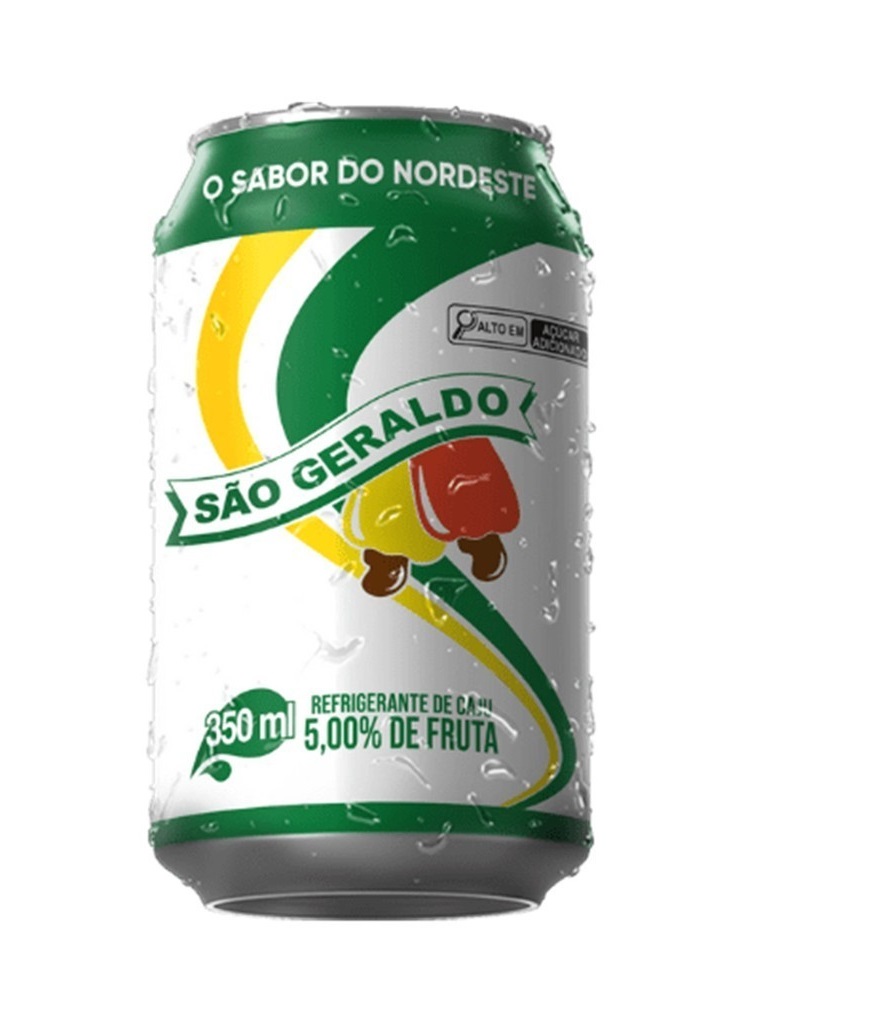 O SABOR DO NORDESTE
ALTO EM
AÇÚCAR
ADICIONADO
SÃO GERALDO
350 ml
REFRIGERANTE DE CAJU
5,00% DE FRUTA